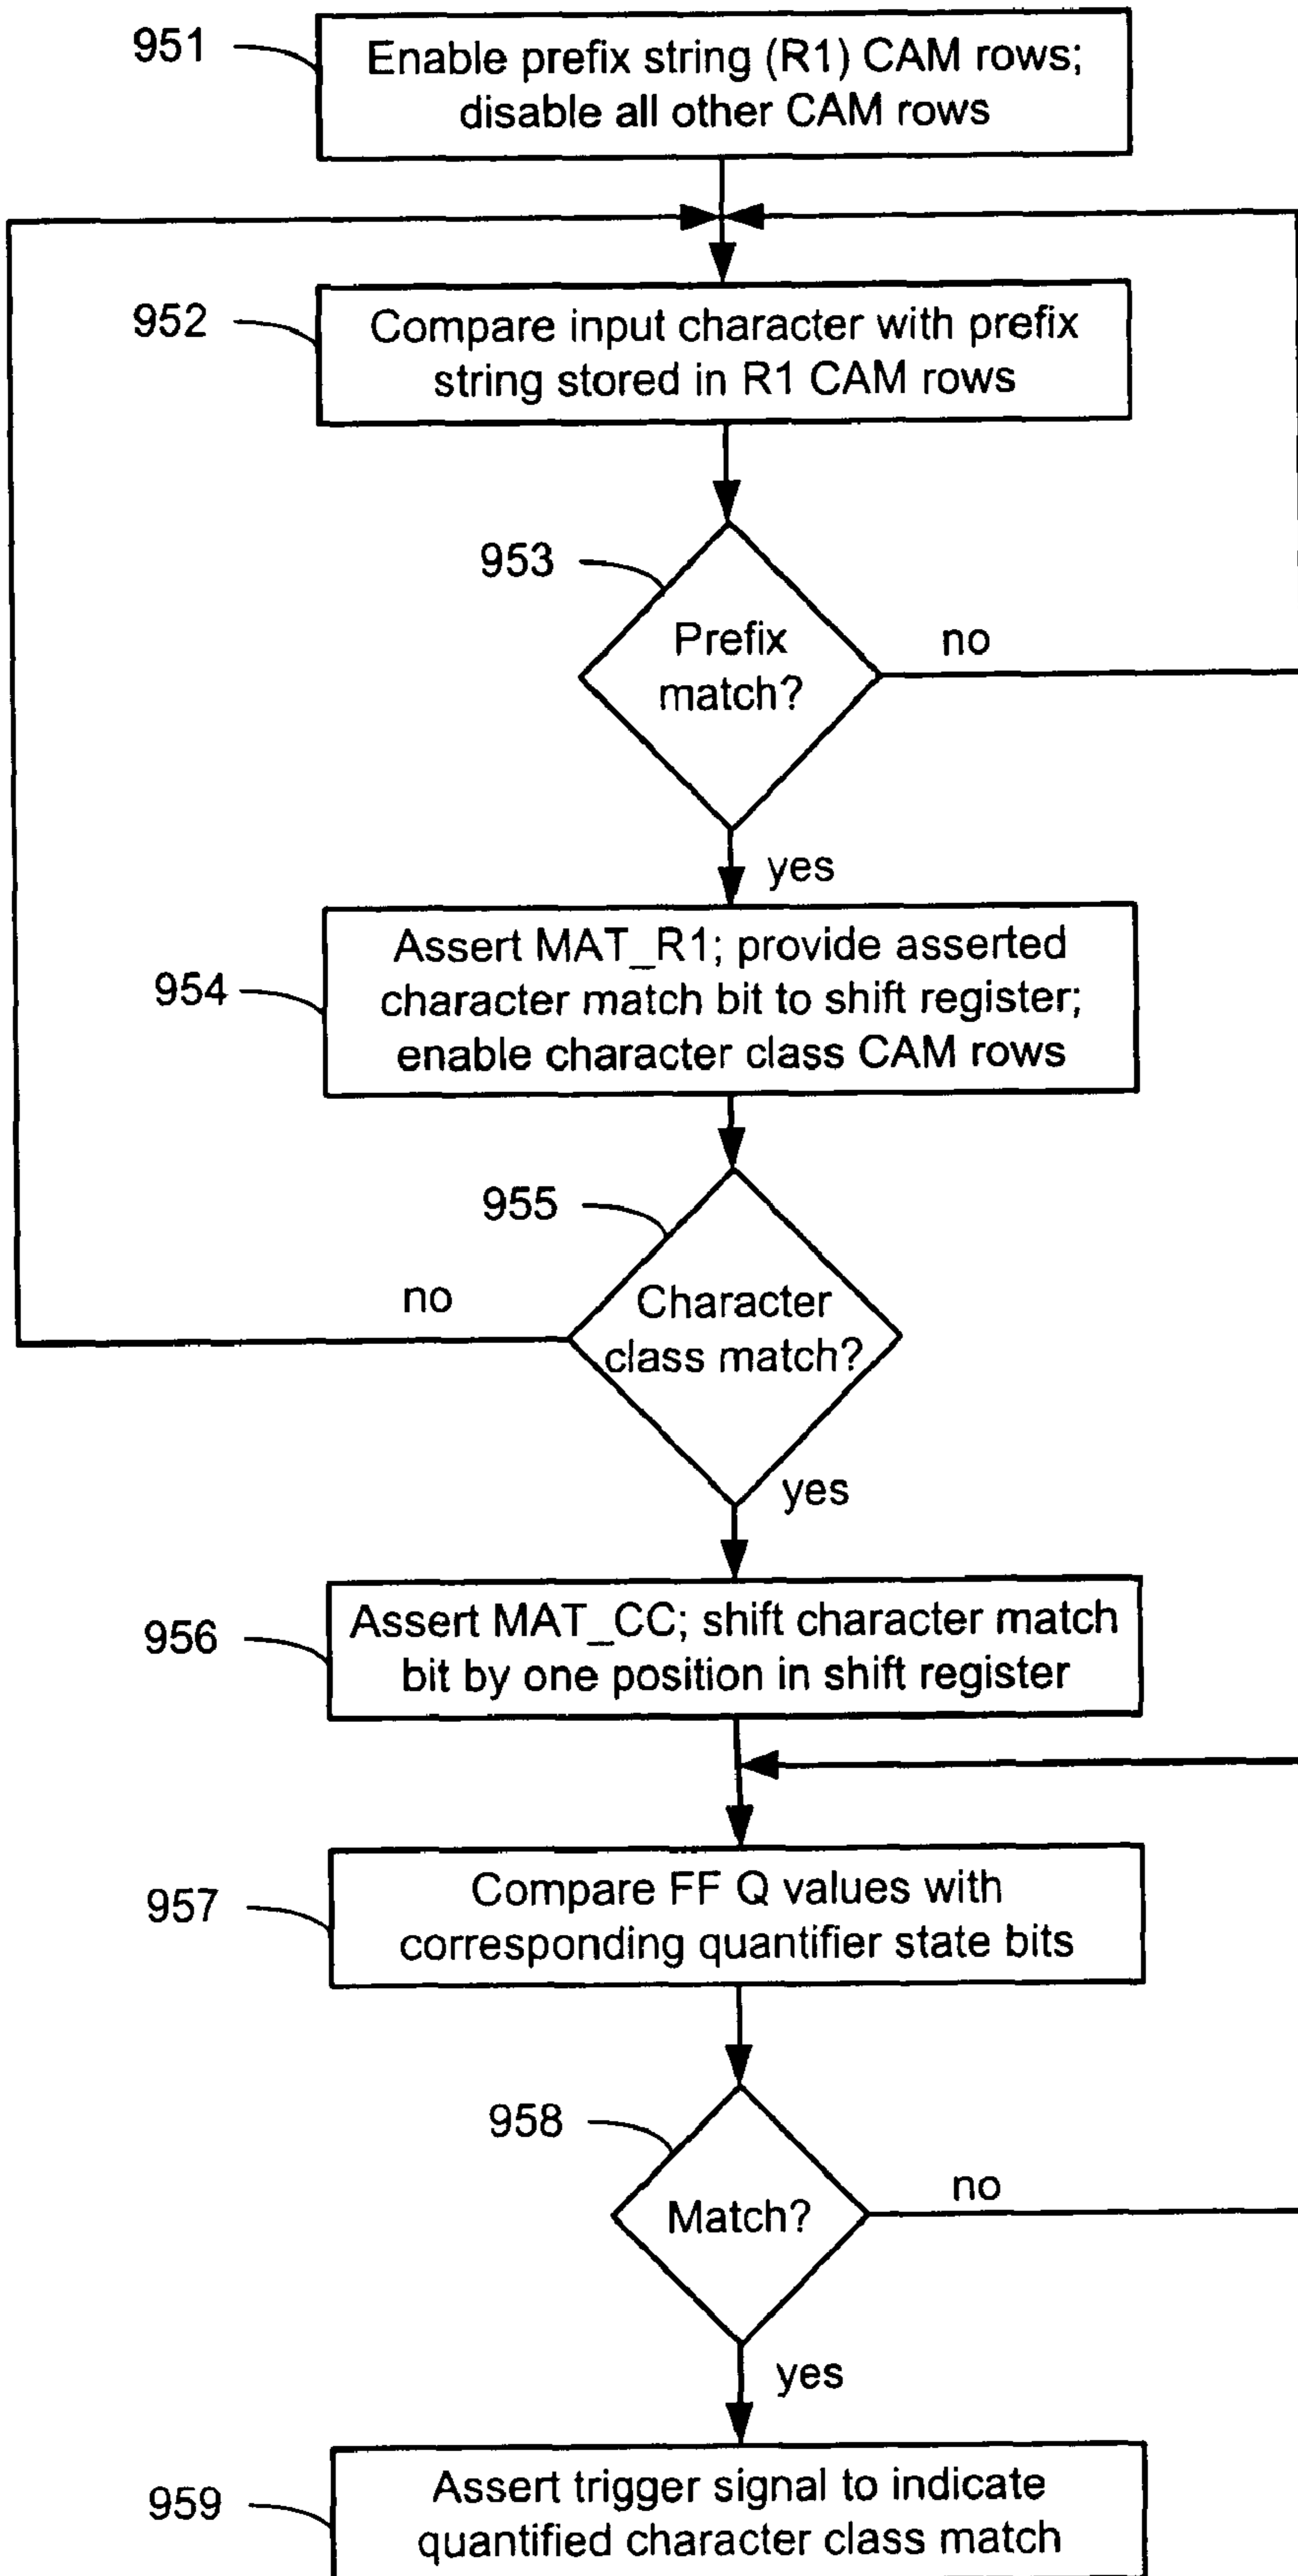 951
Enable prefix string (R1) CAM rows;
disable all other CAM rows
952
Compare input character with prefix
string stored in R1 CAM rows
953
Prefix
match?
no
yes
954
Assert MAT_R1; provide asserted
character match bit to shift register;
enable character class CAM rows
955
Character
class match?
no
yes
956
Assert MAT_CC; shift character match
bit by one position in shift register
957
Compare FF Q values with
corresponding quantifier state bits
958
Match?
no
yes
959
Assert trigger signal to indicate
quantified character class match